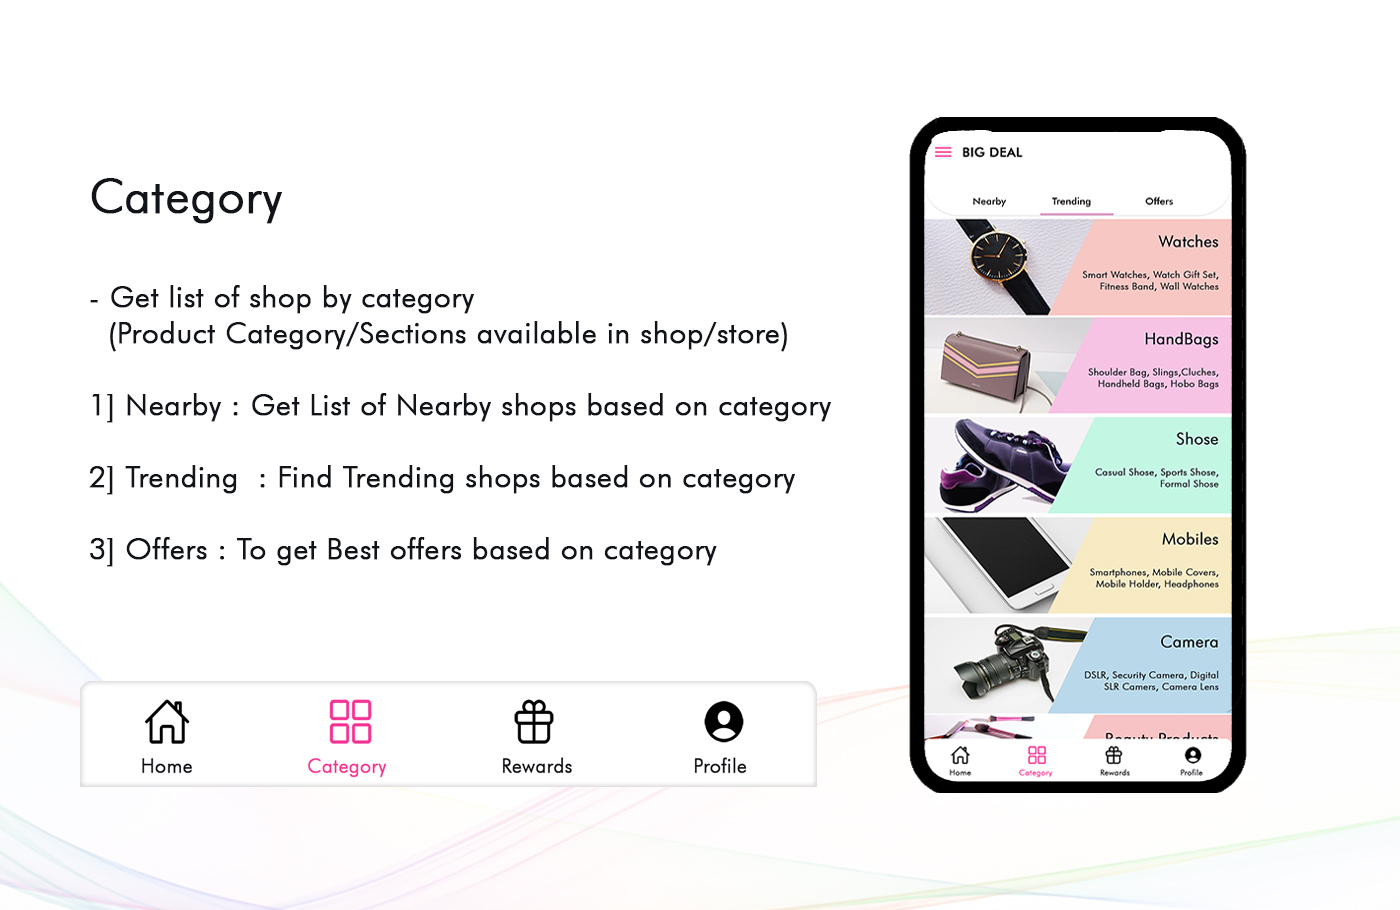 Category
- Get list of shop by category
(Product Category/Sections available in shop/store)
1] Nearby : Get List of Nearby shops based on category
2] Trending : Find Trending shops based on category
3] Offers : To get Best offers based on category
Home Category Rewards Profile
BIG DEAL
Nearby Trending Offers
Watches
Smart Watches, Watch Gift Set,
Fitness Band, Wall Watches
HandBags
Shoulder Bag, Slings,Cluches,
Handheld Bags, Hobo Bags
Shose
Casual Shose, Sports Shose,
Formal Shose
Mobiles
Smartphones, Mobile Covers,
Mobile Holder, Headphones
Camera
DSLR, Security Camera, Digital
SLR Camers, Camera Lens
Beauty Products
Home Category Rewards Profile